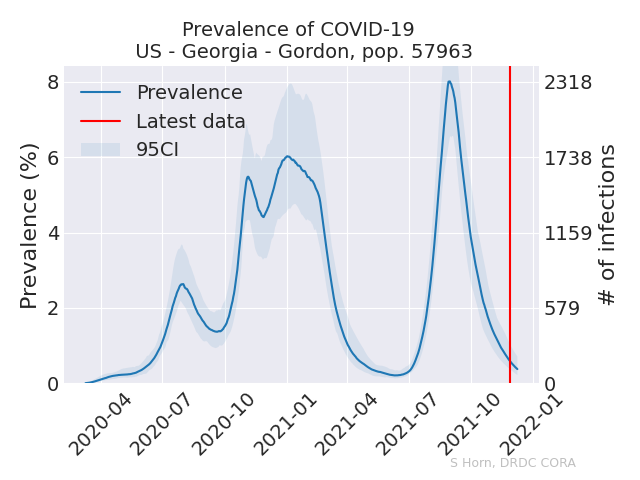 Prevalence of COVID-19
US - Georgia - Gordon, pop. 57963
Prevalence
Latest data
95CI
Prevalence (%)
8
6
4
2
0
2318
1738
1159
579
0
# of infections
2020-04
2020-07
2020-10
2021-01
2021-04
2021-07
2021-10
2022-01
S Horn, DRDC CORA